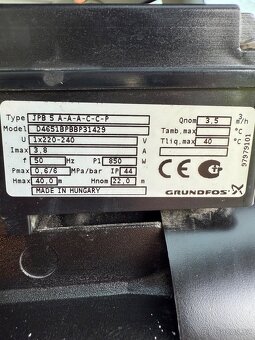 Type JPB 5 A-A-A-C-C-P
Model D4651BPBBP31429
U 1x220-240 V
Imax 3,8 A
f 50 Hz P1 850 W
Pmax 0,6/6 MPa/bar IP 44
Hmax 40.0 m Hnom 22.0 m
MADE IN HUNGARY
Qnom 3.5 m³/h
Tamb.max °C
Tliq.max 40 °C
CE
GRUNDFOS
97979101